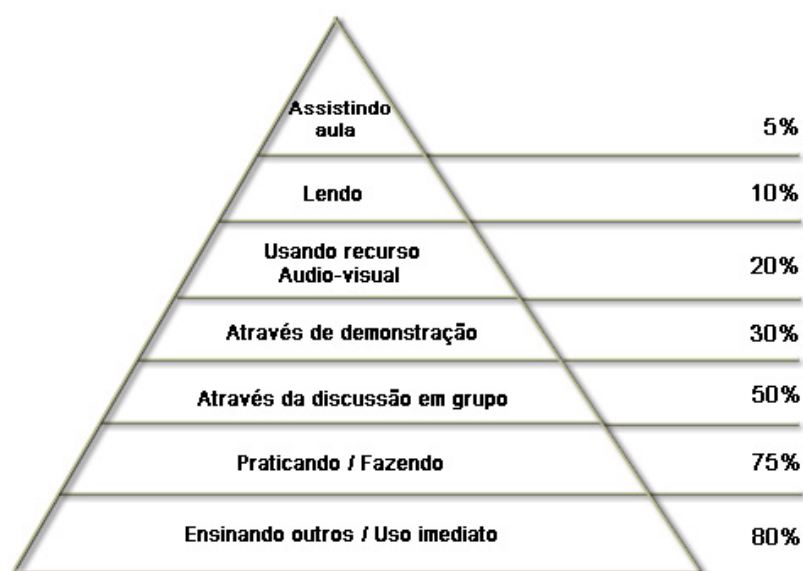 Assistindo
aula
5%
Lendo
10%
Usando recurso
Audio-visual
20%
Através de demonstração
30%
Através da discussão em grupo
50%
Praticando / Fazendo
75%
Ensinando outros / Uso imediato
80%